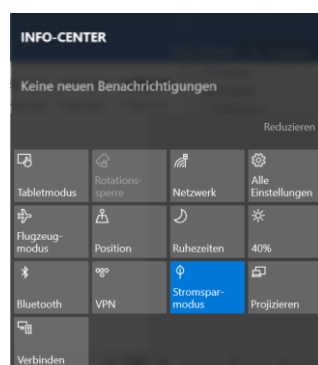 INFO-CENTER
Keine neuen Benachrichtigungen
Reduzieren
Tabletmodus
Rotations-
sperre
Netzwerk
Alle
Einstellungen
Flugzeug-
modus
Position
Ruhezeiten
40%
Bluetooth
VPN
Stromspar-
modus
Projizieren
Verbinden